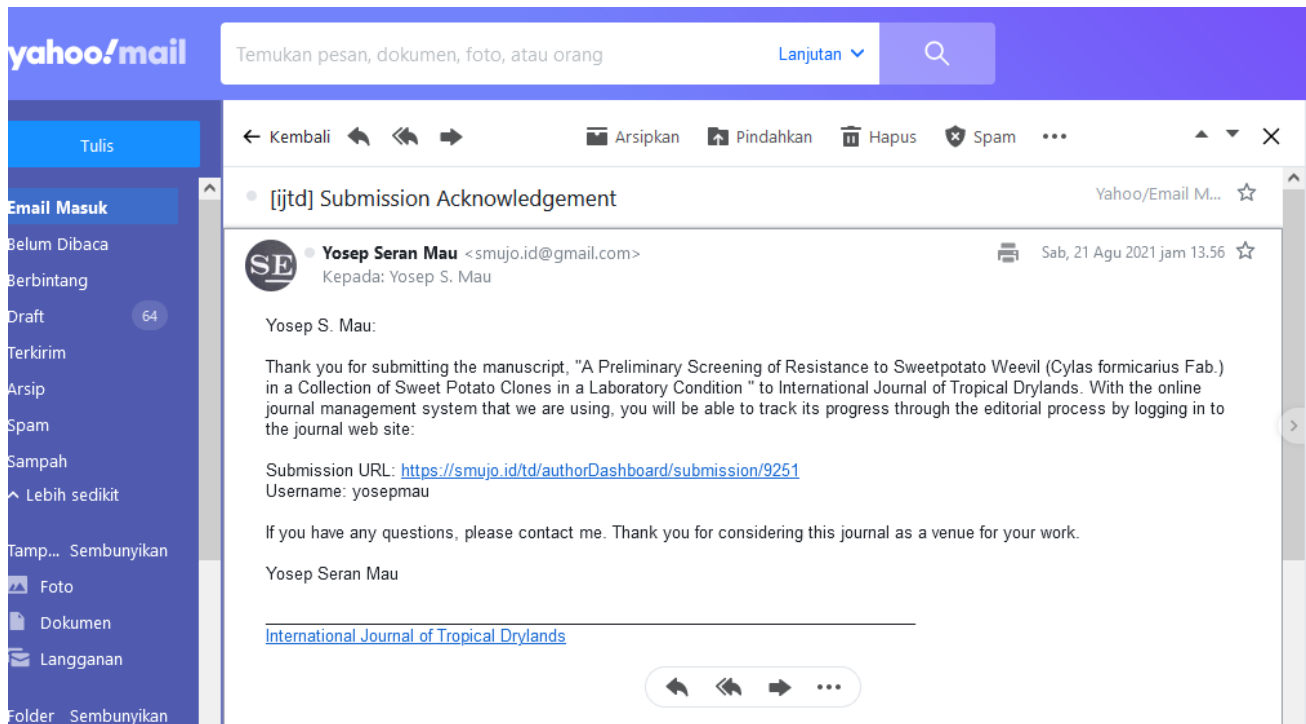 yahoo!mail
Temukan pesan, dokumen, foto, atau orang
Lanjutan
Tulis
Kembali
Arsipkan
Pindahkan
Hapus
Spam
Email Masuk
Belum Dibaca
Berbintang
Draft 64
Terkirim
Arsip
Spam
Sampah
Lebih sedikit
Tamp... Sembunyikan
Foto
Dokumen
Langganan
Folder Sembunyikan
[ijtd] Submission Acknowledgement
Yahoo/Email M...
SE
Yosep Seran Mau <smujo.id@gmail.com>
Sab, 21 Agu 2021 jam 13.56
Kepada: Yosep S. Mau
Yosep S. Mau:
Thank you for submitting the manuscript, "A Preliminary Screening of Resistance to Sweetpotato Weevil (Cylas formicarius Fab.)
in a Collection of Sweet Potato Clones in a Laboratory Condition " to International Journal of Tropical Drylands. With the online
journal management system that we are using, you will be able to track its progress through the editorial process by logging in to
the journal web site:
Submission URL: https://smujo.id/td/authorDashboard/submission/9251
Username: yosepmau
If you have any questions, please contact me. Thank you for considering this journal as a venue for your work.
Yosep Seran Mau
International Journal of Tropical Drylands